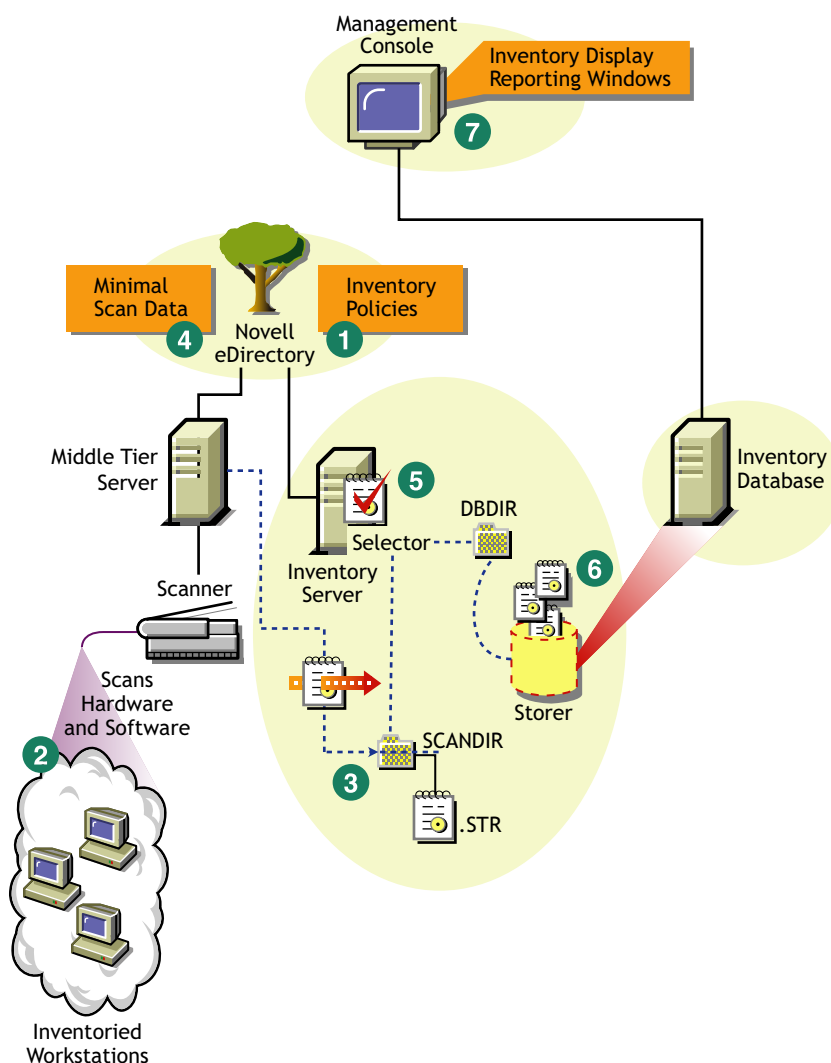 Management
Console
Inventory Display
Reporting Windows
7
Minimal
Scan Data
4
Inventory
Policies
1
Novell
eDirectory
Middle Tier
Server
5
Selector
Inventory
Server
DBDIR
Inventory
Database
6
Storer
Scanner
Scans
Hardware
and Software
2
SCANDIR
3
.STR
Inventoried
Workstations